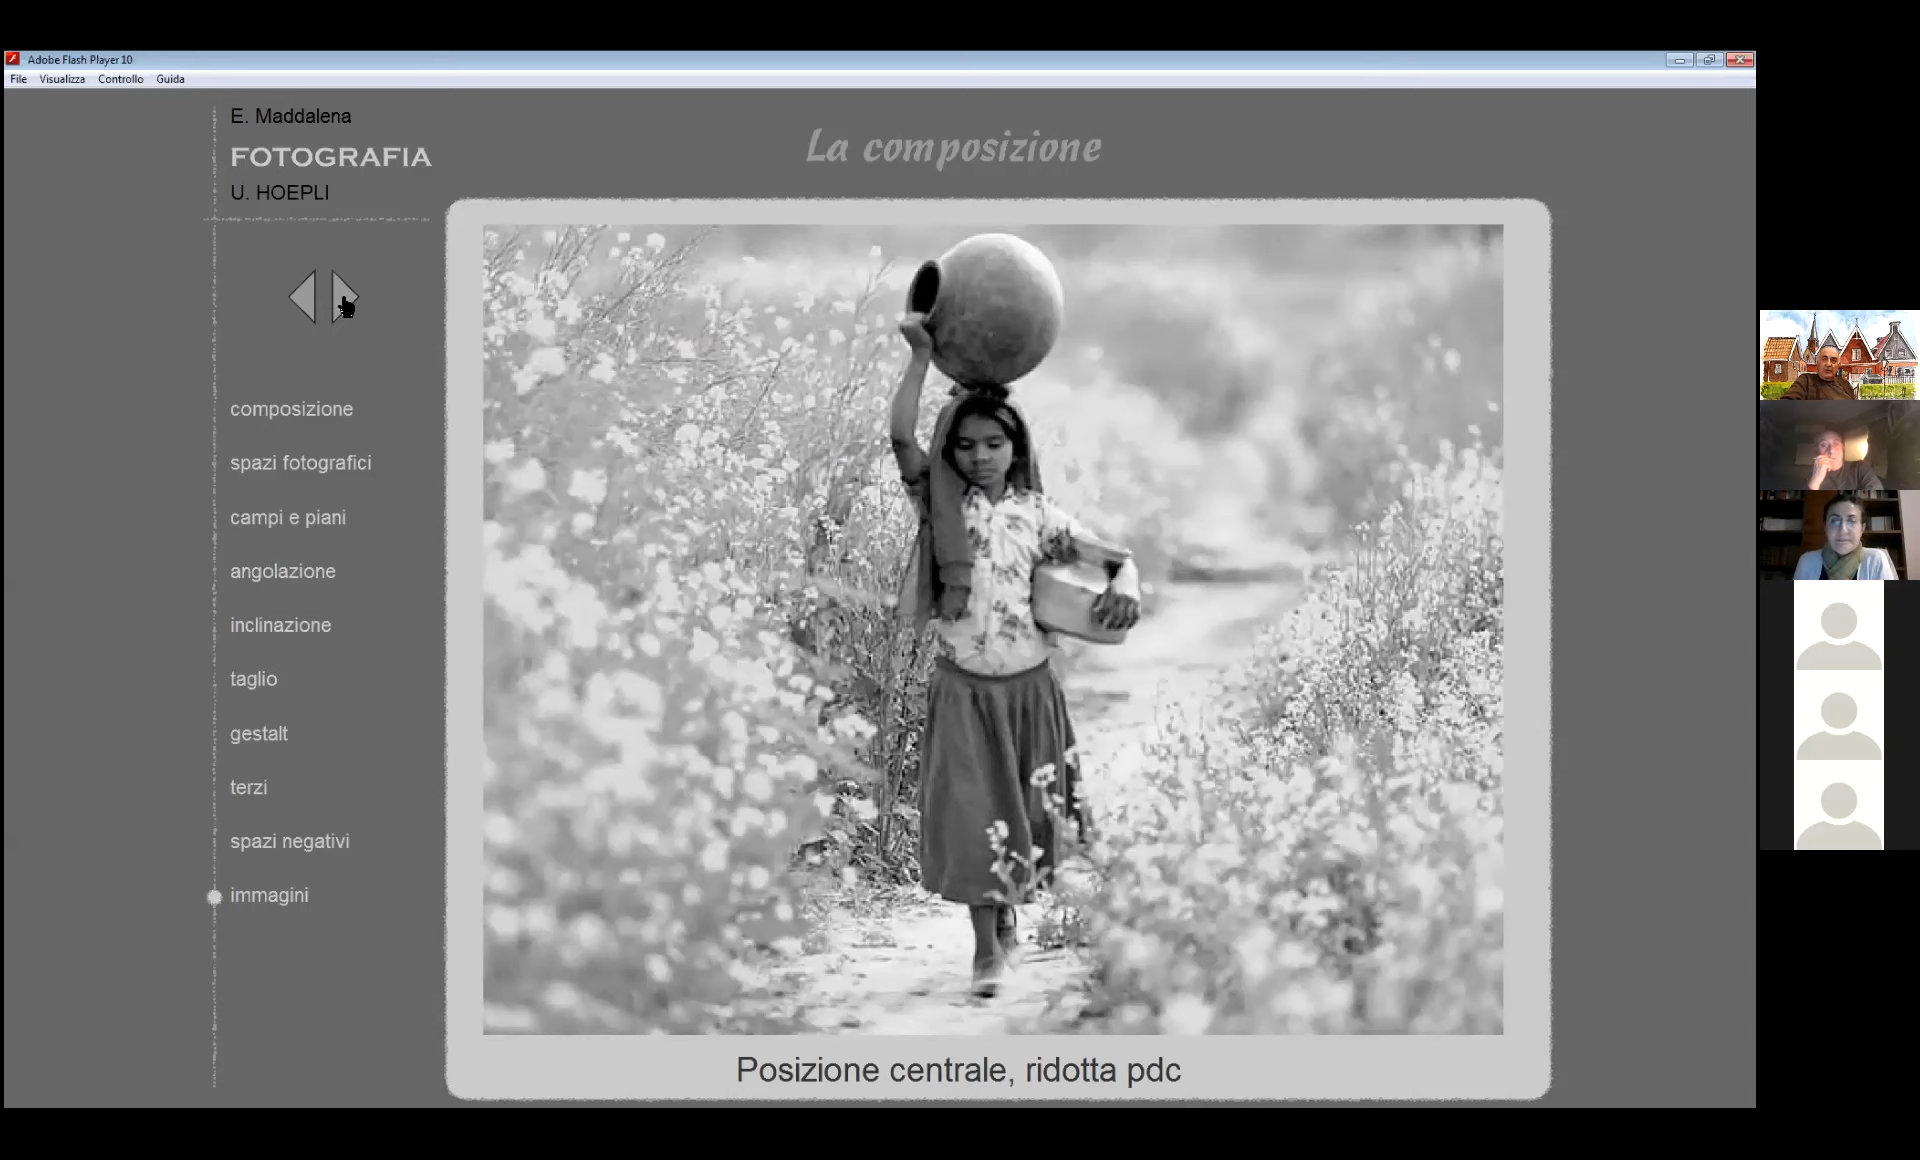 Adobe Flash Player 10
File Visualizza Controllo Guida
E. Maddalena
FOTOGRAFIA
U. HOEPLI
La composizione
composizione
spazi fotografici
campi e piani
angolazione
inclinazione
taglio
gestalt
terzi
spazi negativi
immagini
Posizione centrale, ridotta pdc